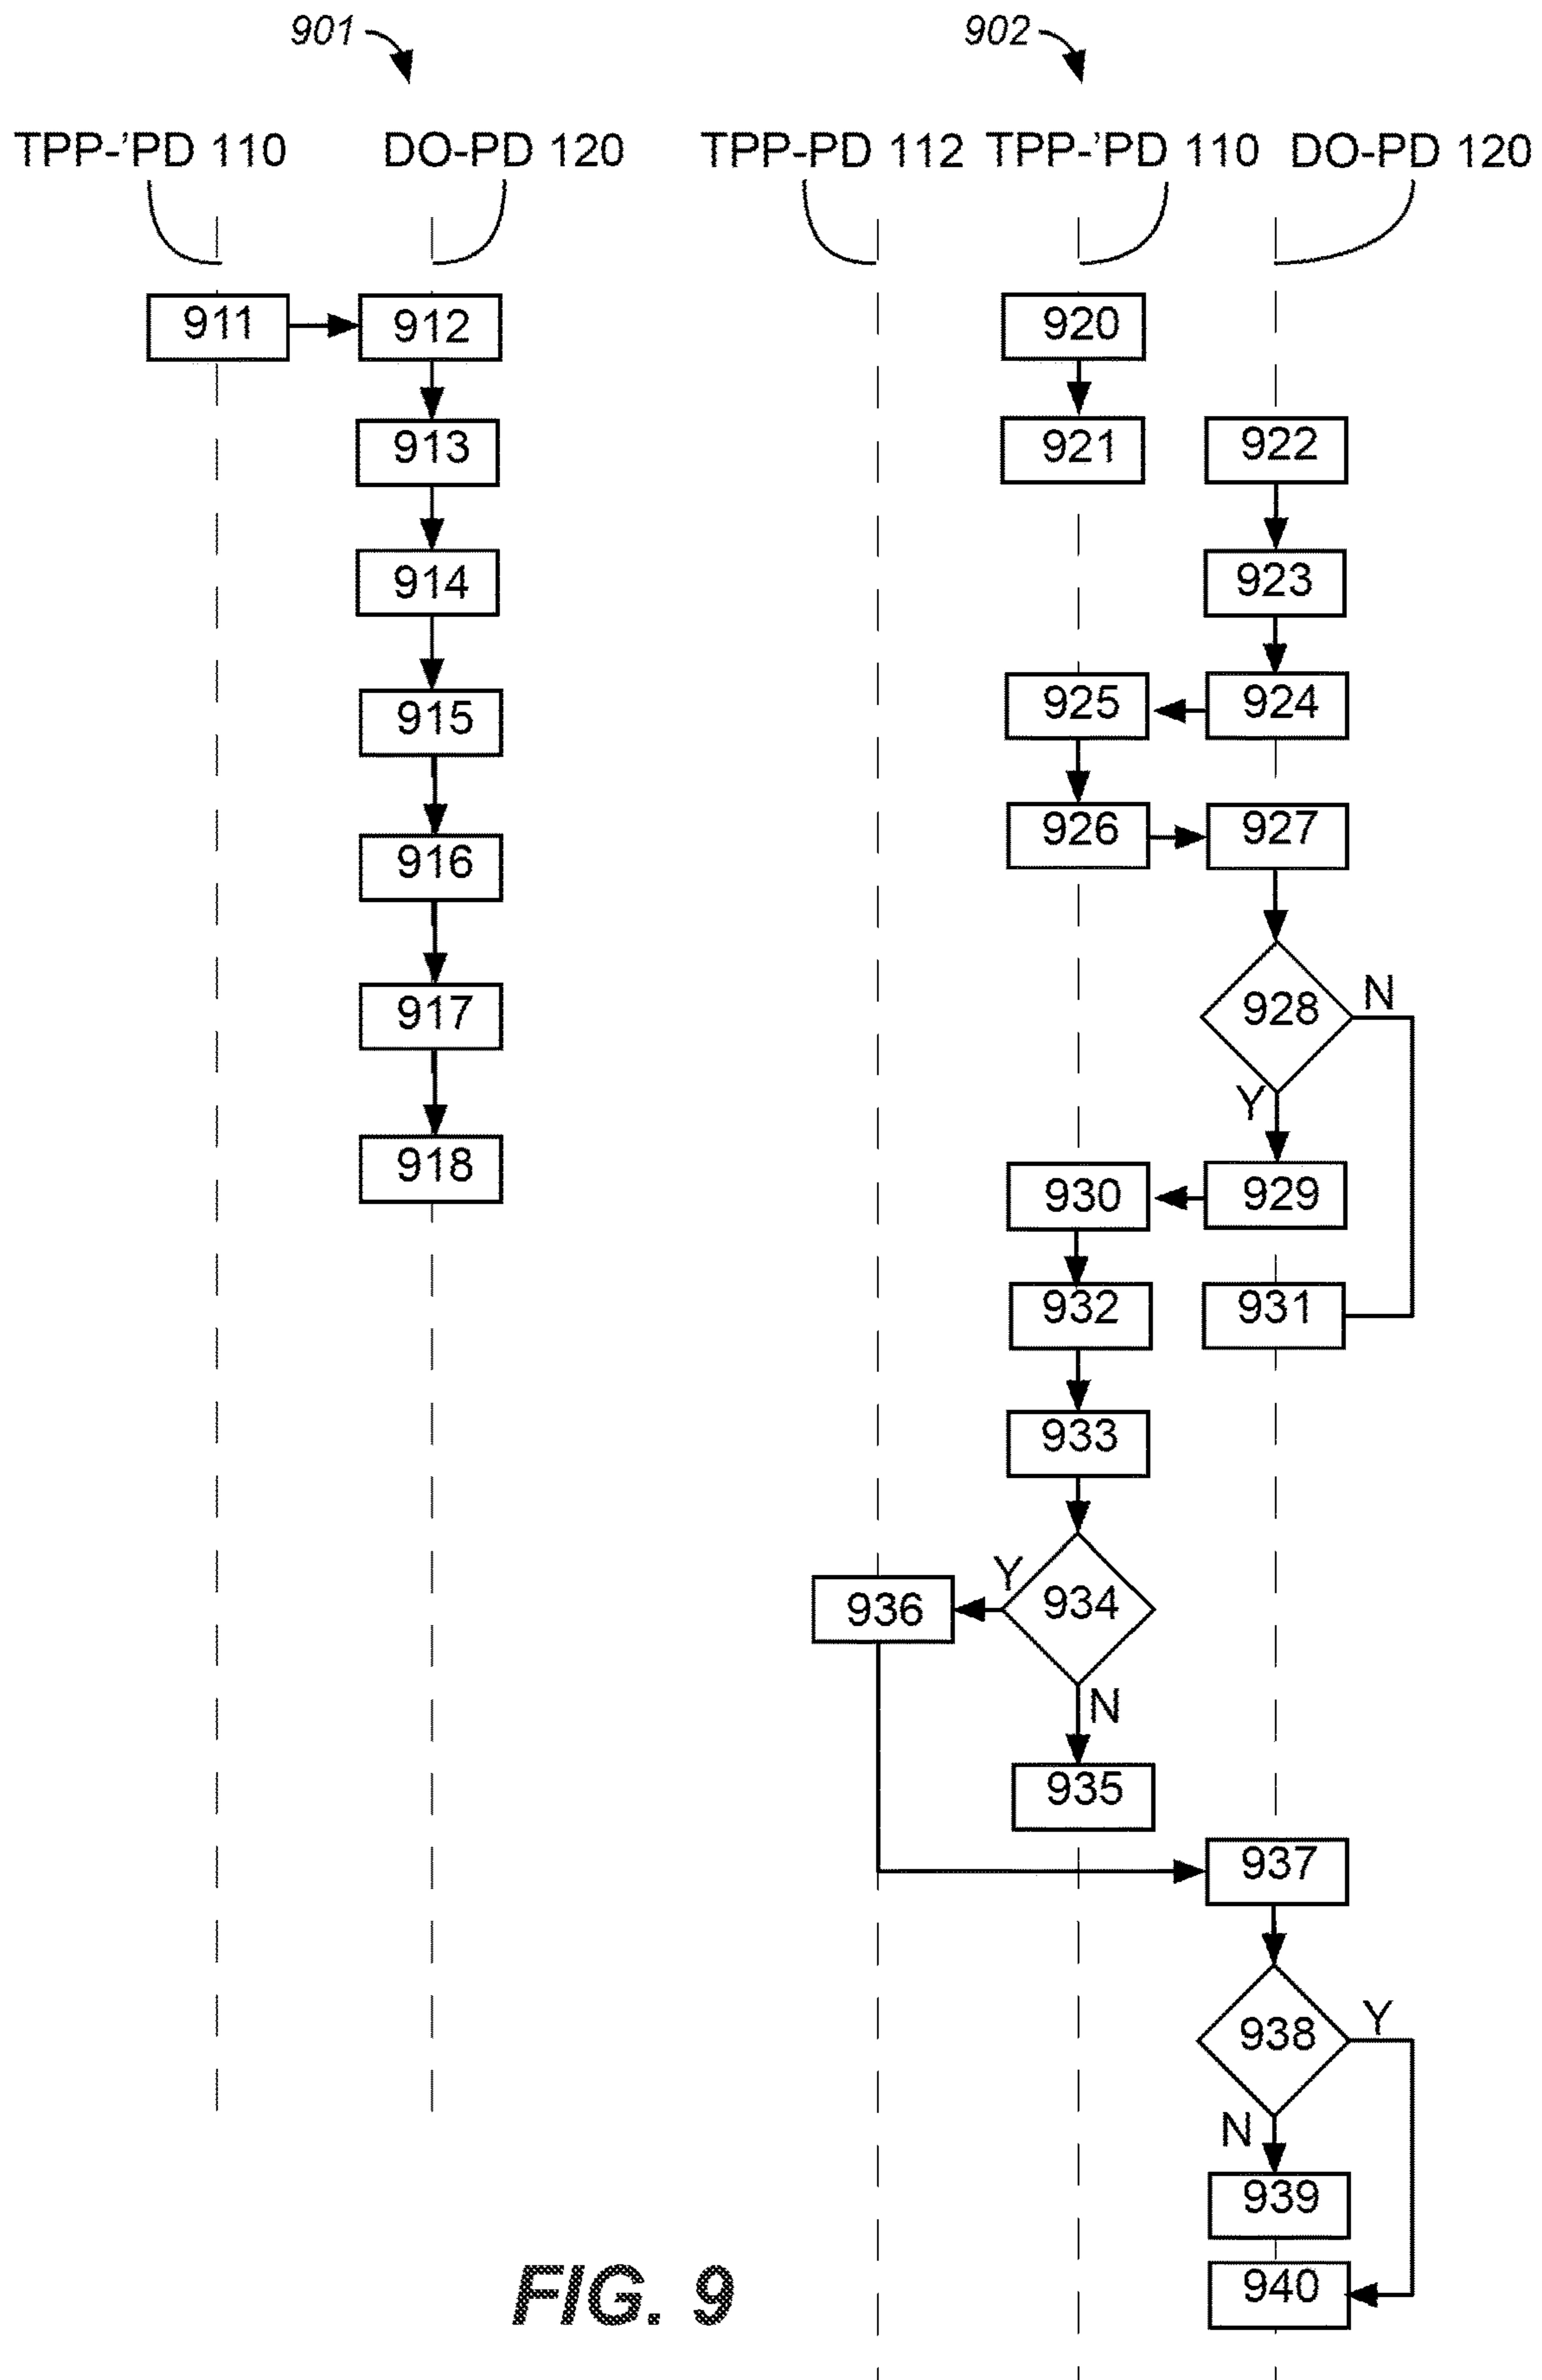 901
902
TPP-'PD 110
DO-PD 120
TPP-PD 112
TPP-'PD 110
DO-PD 120
911
912
913
914
915
916
917
918
920
921
922
923
924
925
926
927
928
N
Y
929
930
931
932
933
934
Y
N
936
935
937
938
Y
N
939
940
FIG. 9